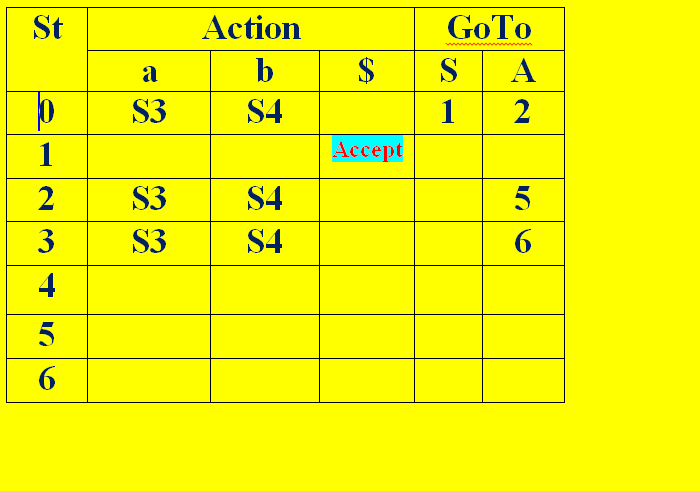 St Action GoTo
a b $ S A
0 S3 S4 1 2
1 Accept
2 S3 S4 5
3 S3 S4 6
4
5
6